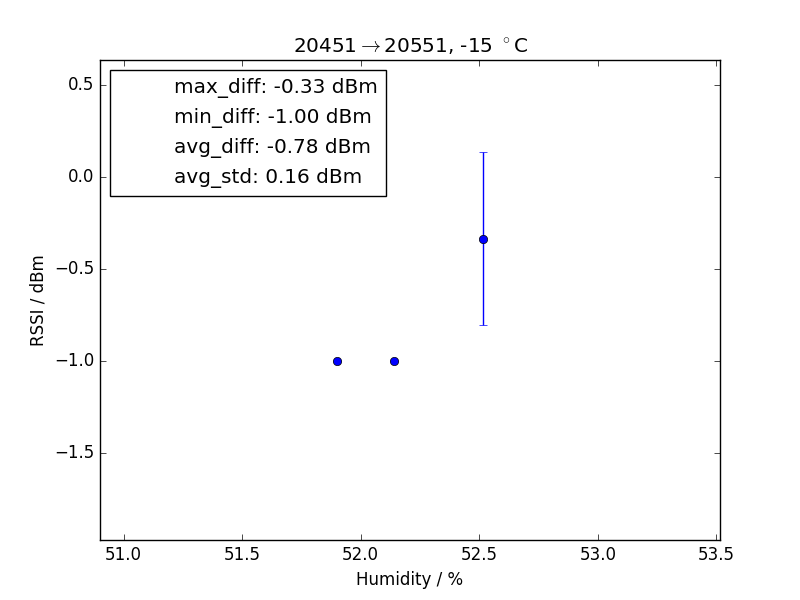 20451→20551, -15 °C
max_diff: -0.33 dBm
min_diff: -1.00 dBm
avg_diff: -0.78 dBm
avg_std: 0.16 dBm
RSSI / dBm
0.5
0.0
−0.5
−1.0
−1.5
51.0 51.5 52.0 52.5 53.0 53.5
Humidity / %